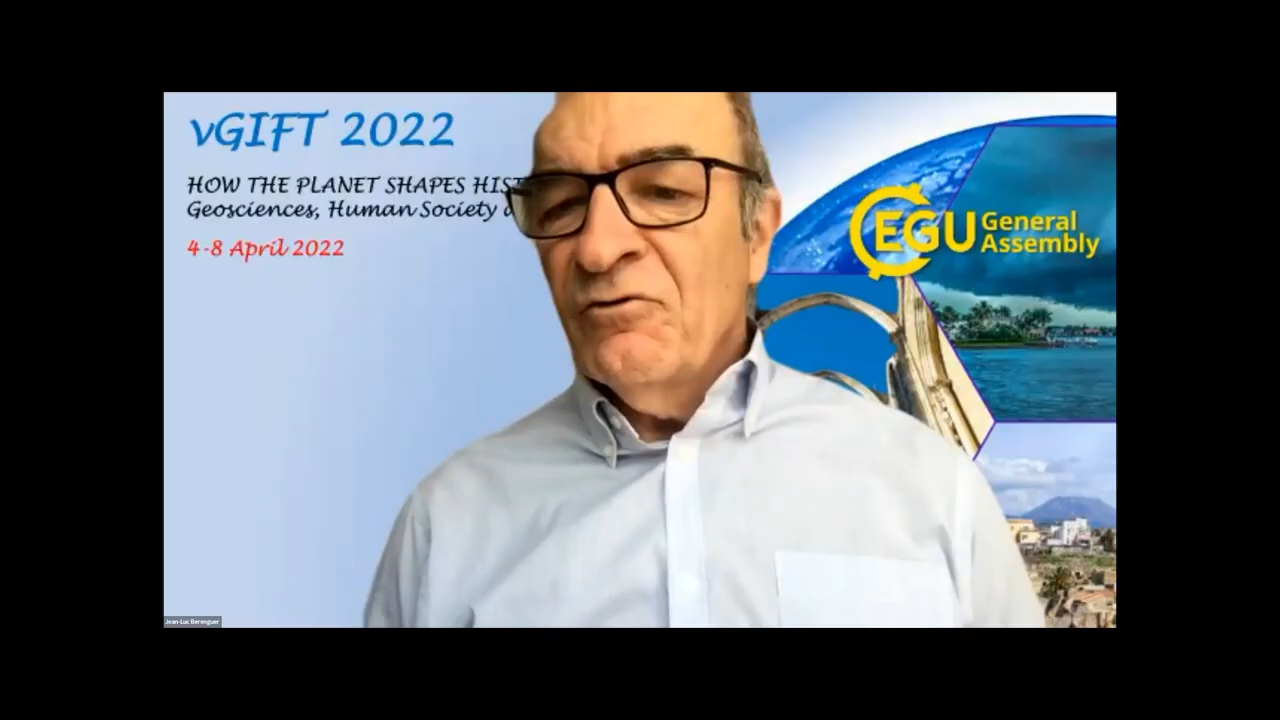 vGIFT 2022
HOW THE PLANET SHAPES HIST
Geosciences, Human Society
4-8 April 2022
EGU General
Assembly
Jean-Luc Berenguer